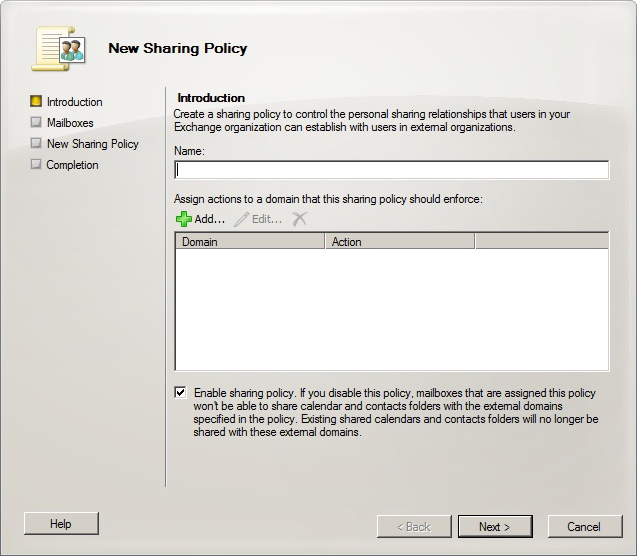 New Sharing Policy
Introduction
Mailboxes
New Sharing Policy
Completion
Introduction
Create a sharing policy to control the personal sharing relationships that users in your
Exchange organization can establish with users in external organizations.
Name:
Assign actions to a domain that this sharing policy should enforce:
Add... Edit...
Domain Action
Enable sharing policy. If you disable this policy, mailboxes that are assigned this policy
won't be able to share calendar and contacts folders with the external domains
specified in the policy. Existing shared calendars and contacts folders will no longer be
shared with these external domains.
Help < Back Next > Cancel